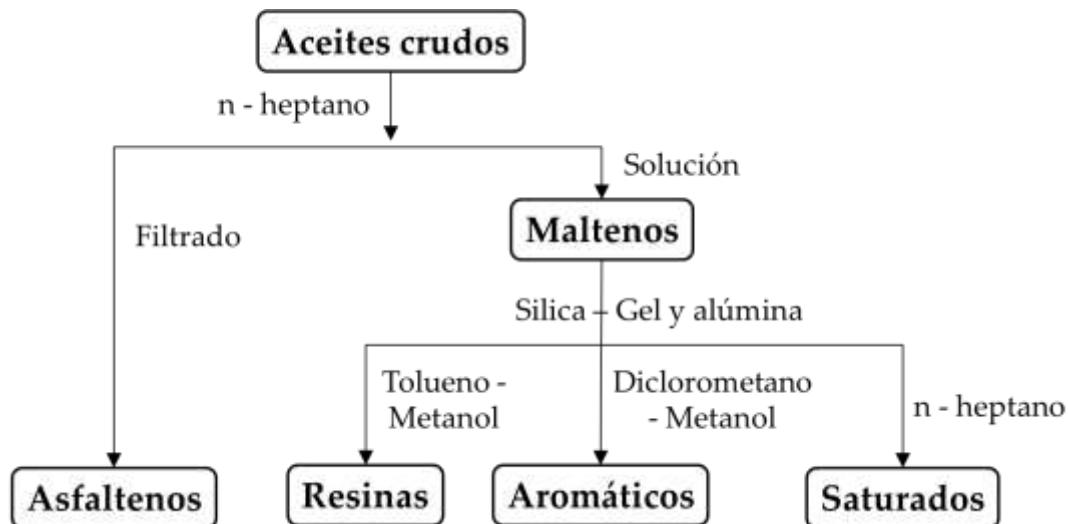 Aceites crudos
n - heptano
Solución
Filtrado
Maltenos
Silica – Gel y alúmina
Tolueno -
Metanol
Diclorometano
- Metanol
n - heptano
Asfaltenos
Resinas
Aromáticos
Saturados